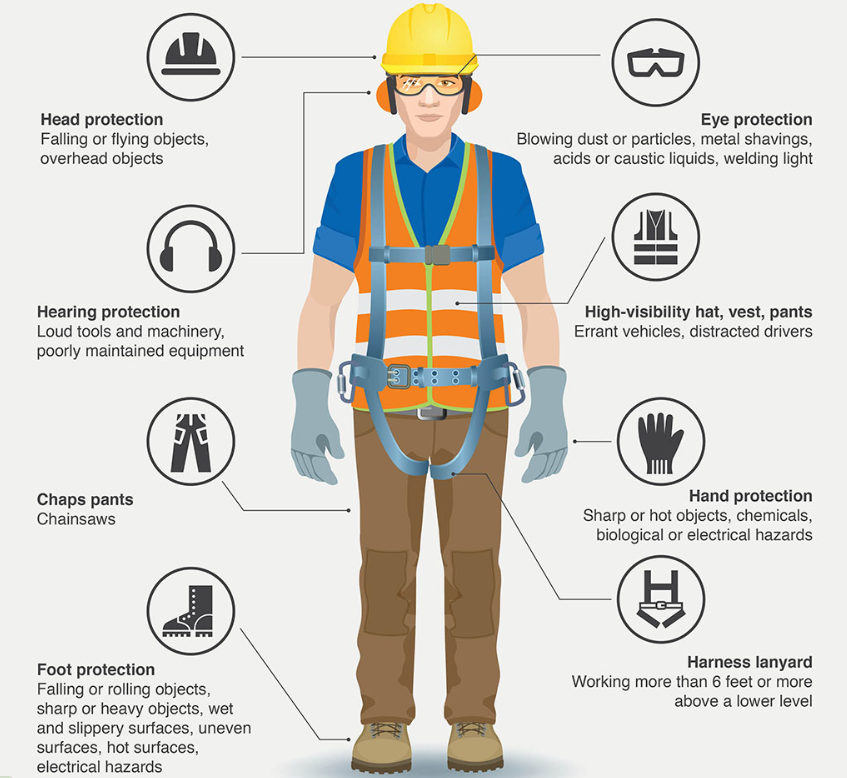 Head protection
Falling or flying objects,
overhead objects
Eye protection
Blowing dust or particles, metal shavings,
acids or caustic liquids, welding light
Hearing protection
Loud tools and machinery,
poorly maintained equipment
High-visibility hat, vest, pants
Errant vehicles, distracted drivers
Chaps pants
Chainsaws
Hand protection
Sharp or hot objects, chemicals,
biological or electrical hazards
Foot protection
Falling or rolling objects,
sharp or heavy objects, wet
and slippery surfaces, uneven
surfaces, hot surfaces,
electrical hazards
Harness lanyard
Working more than 6 feet or more
above a lower level